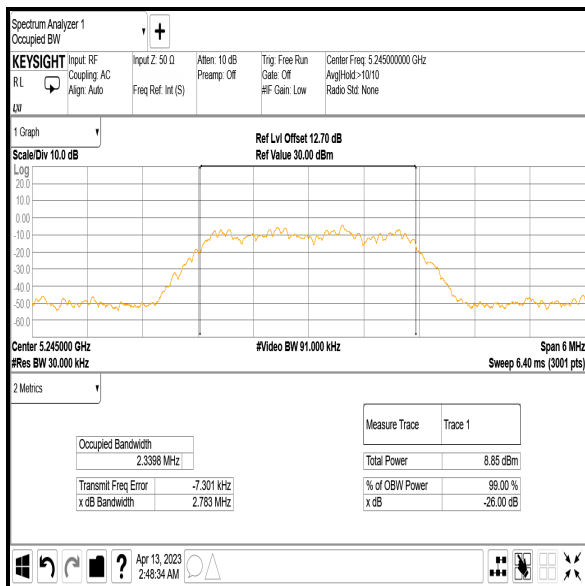 Spectrum Analyzer 1
Occupied BW
+
KEYSIGHT
RL
LXI
Input: RF
Coupling: AC
Align: Auto
Input Z: 50 Ω
Freq Ref: Int (S)
Atten: 10 dB
Preamp: Off
Trig: Free Run
Gate: Off
#IF Gain: Low
Center Freq: 5.245000000 GHz
Avg|Hold:>10/10
Radio Std: None
1 Graph
Scale/Div 10.0 dB
Ref Lvl Offset 12.70 dB
Ref Value 30.00 dBm
Log
20.0
10.0
0.00
-10.0
-20.0
-30.0
-40.0
-50.0
-60.0
Center 5.245000 GHz
#Video BW 91.000 kHz
Span 6 MHz
#Res BW 30.000 kHz
Sweep 6.40 ms (3001 pts)
2 Metrics
Occupied Bandwidth
2.3398 MHz
Transmit Freq Error -7.301 kHz
x dB Bandwidth 2.783 MHz
Measure Trace Trace 1
Total Power 8.85 dBm
% of OBW Power 99.00 %
x dB -26.00 dB
?
Apr 13, 2023
2:48:34 AM